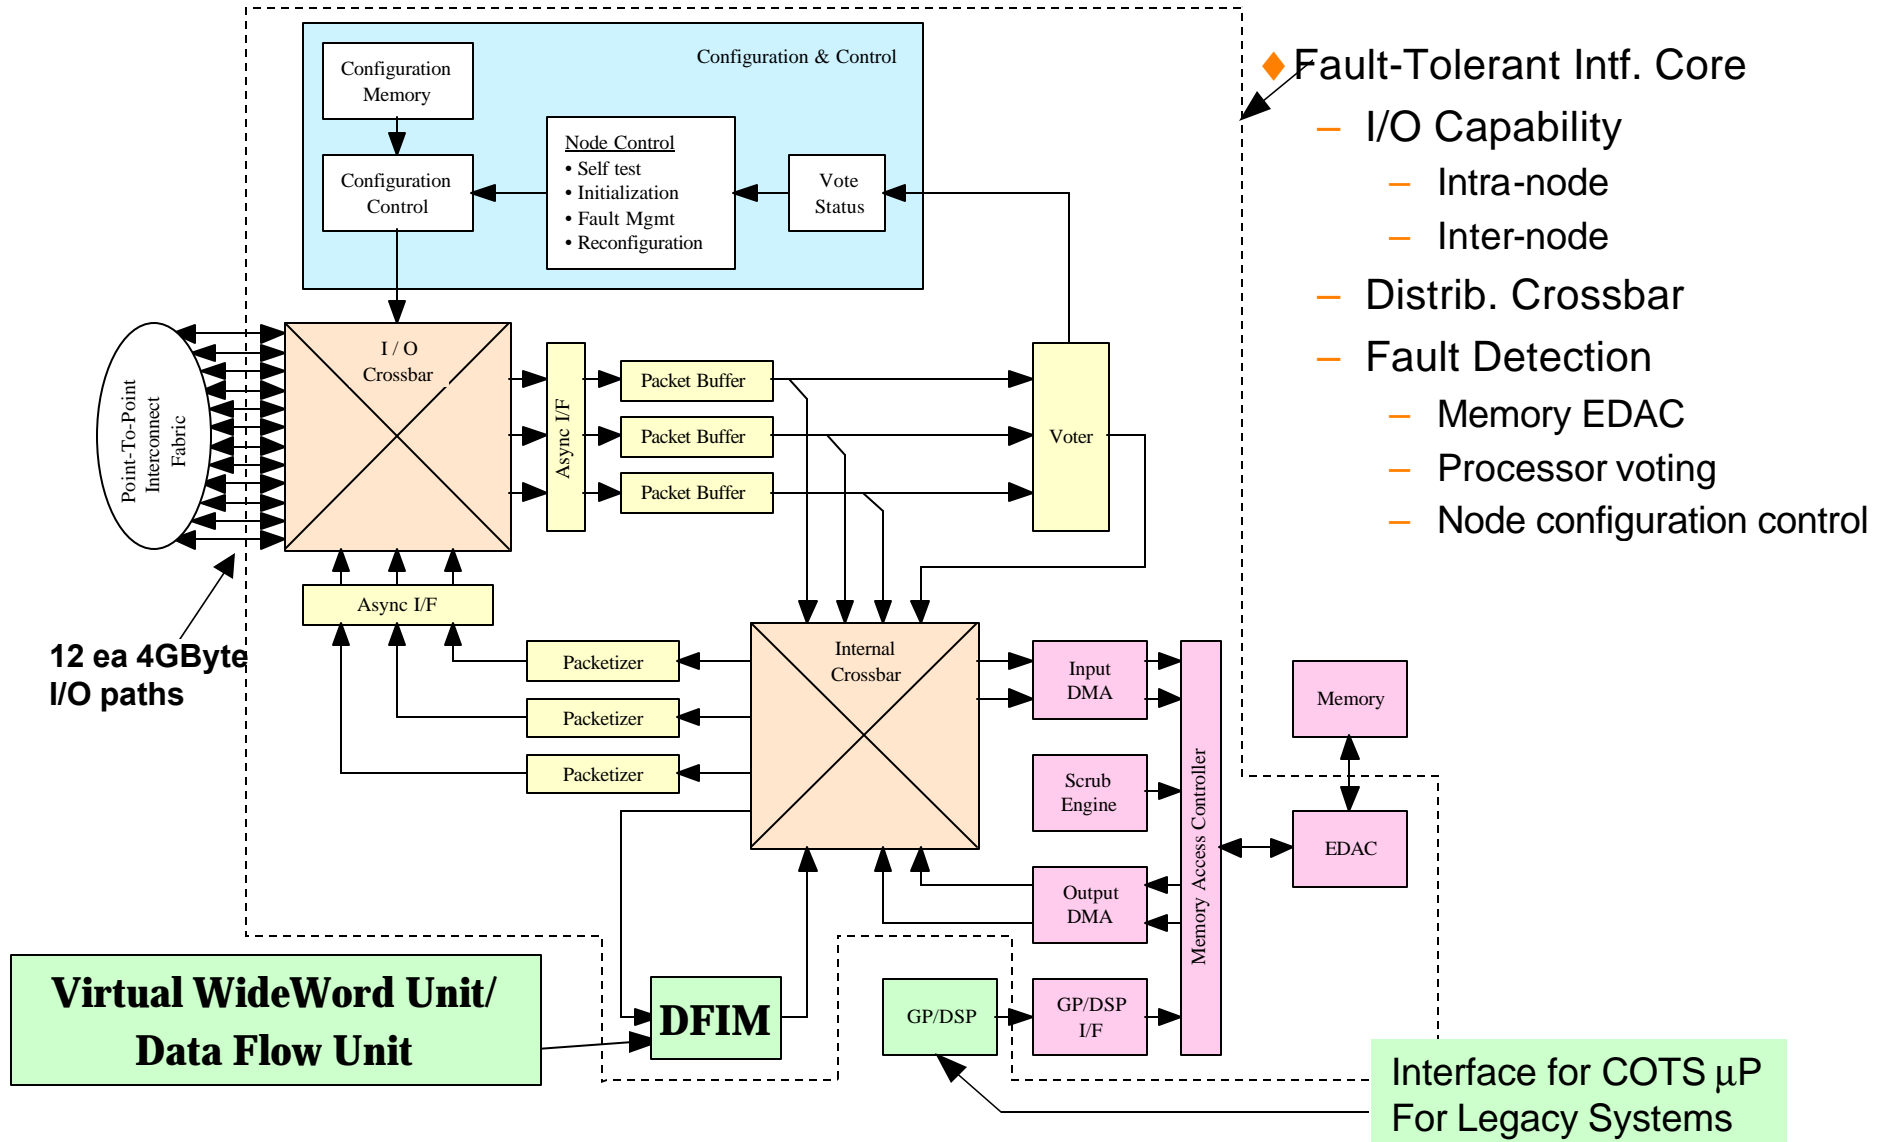 Configuration & Control
Configuration
Memory
Configuration
Control
Node Control
• Self test
• Initialization
• Fault Mgmt
• Reconfiguration
Vote
Status
♦ Fault-Tolerant Intf. Core
– I/O Capability
– Intra-node
– Inter-node
– Distrib. Crossbar
– Fault Detection
– Memory EDAC
– Processor voting
– Node configuration control
Point-To-Point
Interconnect
Fabric
I / O
Crossbar
Async I/F
Packet Buffer
Packet Buffer
Packet Buffer
Voter
Async I/F
12 ea 4GByte
I/O paths
Packetizer
Packetizer
Packetizer
Internal
Crossbar
Input
DMA
Scrub
Engine
Output
DMA
Memory Access Controller
Memory
EDAC
Virtual WideWord Unit/
Data Flow Unit
DFIM
GP/DSP
GP/DSP
I/F
Interface for COTS μP
For Legacy Systems